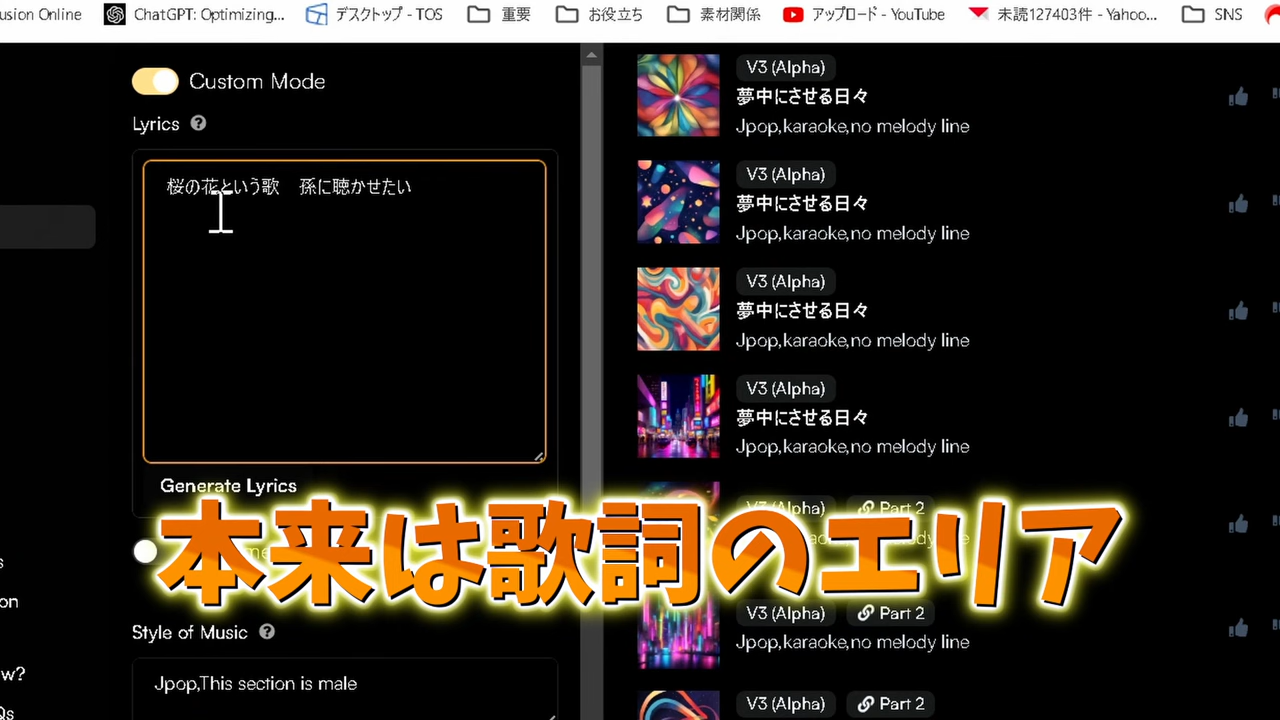 usion Online
ChatGPT: Optimizing...
デスクトップ - TOS
重要
お役立ち
素材関係
アップロード - YouTube
未読127403件 - Yahoo...
SNS
Custom Mode
Lyrics
桜の花という歌　孫に聴かせたい
Generate Lyrics
本来は歌詞のエリア
Style of Music
Jpop,This section is male
on
w?
Qs
V3 (Alpha)
夢中にさせる日々
Jpop,karaoke,no melody line
V3 (Alpha)
夢中にさせる日々
Jpop,karaoke,no melody line
V3 (Alpha)
夢中にさせる日々
Jpop,karaoke,no melody line
V3 (Alpha)
夢中にさせる日々
Jpop,karaoke,no melody line
V3 (Alpha) Part 2
V3 (Alpha) Part 2
Jpop,karaoke,no melody line
V3 (Alpha) Part 2